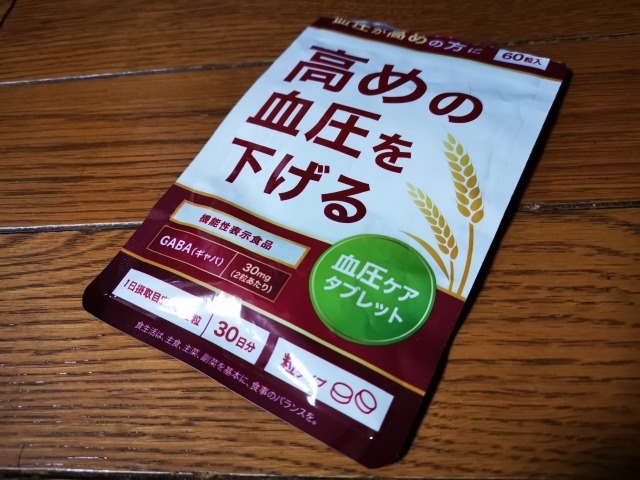 血圧が高めの方に
60粒入
高めの
血圧を
下げる
機能性表示食品
GABA(ギャバ)
30mg
(2粒あたり)
血圧ケア
タブレット
1日摂取目
粒
30日分
粒タイプ
食生活は、主食、主菜、副菜を基本に、食事のバランスを。